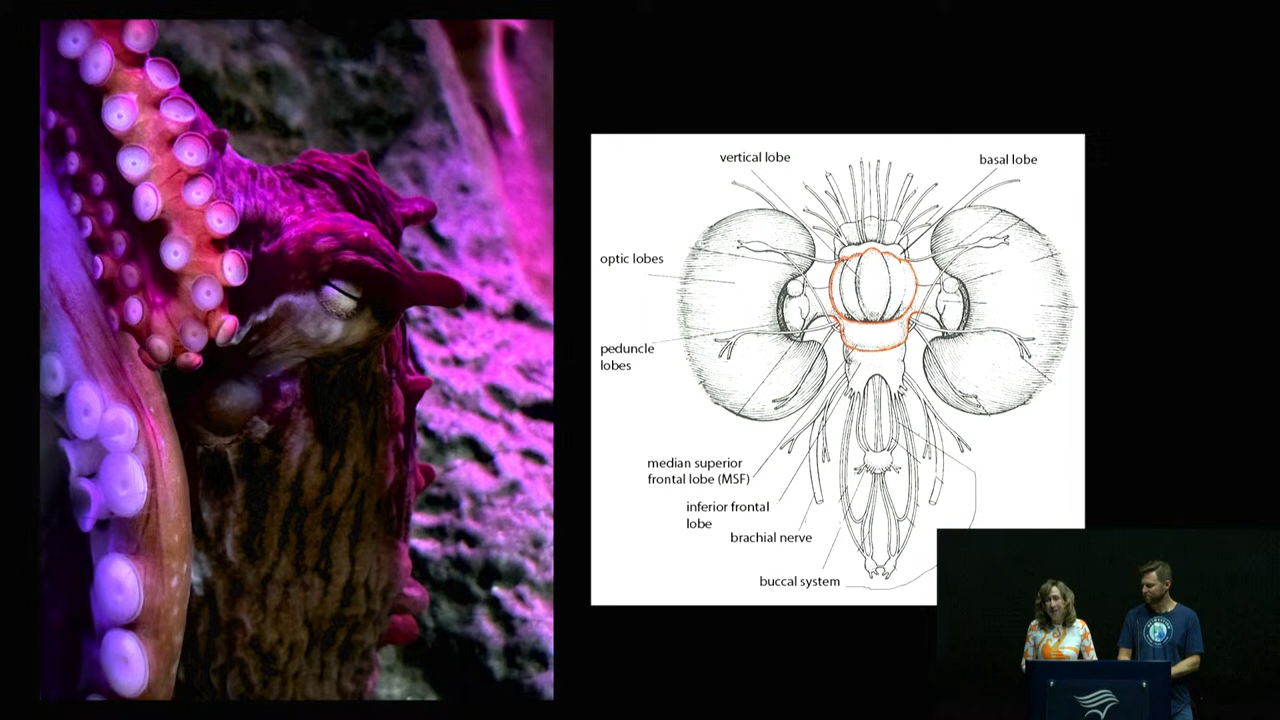 vertical lobe
basal lobe
optic lobes
peduncle
lobes
median superior
frontal lobe (MSF)
inferior frontal
lobe
brachial nerve
buccal system